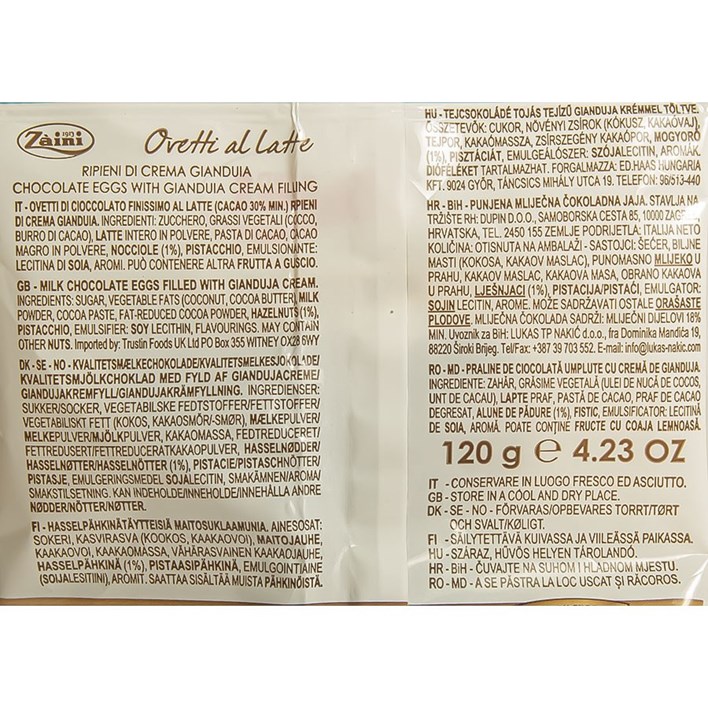 Zàini
1913
Ovetti al Latte
RIPIENI DI CREMA GIANDUIA
CHOCOLATE EGGS WITH GIANDUIA CREAM FILLING
IT - OVETTI DI CIOCCOLATO FINISSIMO AL LATTE (CACAO 30% MIN.) RIPIENI
DI CREMA GIANDUIA. INGREDIENTI: ZUCCHERO, GRASSI VEGETALI (COCCO,
BURRO DI CACAO), LATTE INTERO IN POLVERE, PASTA DI CACAO, CACAO
MAGRO IN POLVERE, NOCCIOLE (1%), PISTACCHIO, EMULSIONANTE:
LECITINA DI SOIA, AROMI. PUÒ CONTENERE ALTRA FRUTTA A GUSCIO.
GB - MILK CHOCOLATE EGGS FILLED WITH GIANDUJA CREAM.
INGREDIENTS: SUGAR, VEGETABLE FATS (COCONUT, COCOA BUTTER), MILK
POWDER, COCOA PASTE, FAT-REDUCED COCOA POWDER, HAZELNUTS (1%),
PISTACCHIO, EMULSIFIER: SOY LECITHIN, FLAVOURINGS. MAY CONTAIN
OTHER NUTS. Imported by: Trustin Foods UK Ltd PO Box 355 WITNEY OX28 6WY
DK - SE - NO - KVALITETSMÆLKECHOKOLADE/KVALITETSMELKESJOKOLADE/
KVALITETSMJÖLKCHOKLAD MED FYLD AF GIANDUJACREME/
GIANDUJAKREMFYLL/GIANDUJAKRÄMFYLLNING. INGREDIENSER:
SUKKER/SOCKER, VEGETABILSKE FEDTSTOFFER/FETTSTOFFER/
VEGETABILSKT FETT (KOKOS, KAKAOSMÖR/-SMØR), MÆLKEPULVER/
MELKEPULVER/MJÖLKPULVER, KAKAOMASSA, FEDTREDUCERET/
FETTREDUSERT/FETTREDUCERATKAKAOPULVER, HASSELNØDDER/
HASSELNØTTER/HASSELNÖTTER (1%), PISTACIE/PISTASCHNÖTTER/
PISTASJE, EMULGERINGSMEDEL SOJALECITIN, SMAKÄMNEN/AROMA/
SMAKSTILSETNING. KAN INDEHOLDE/INNEHOLDE/INNEHÅLLA ANDRE
NØDDER/NÖTTER/NØTTER.
FI - HASSELPÄHKINÄTÄYTTEISIÄ MAITOSUKLAAMUNIA. AINESOSAT:
SOKERI, KASVIRASVA (KOOKOS, KAAKAOVOI), MAITOJAUHE,
KAAKAOVOI, KAAKAOMASSA, VÄHÄRASVAINEN KAAKAOJAUHE,
HASSELPÄHKINÄ (1%), PISTAASIPÄHKINÄ, EMULGOINTIAINE
(SOJALESITIINI), AROMIT. SAATTAA SISÄLTÄÄ MUISTA PÄHKINÖISTÄ.
HU - TEJCSOKOLÁDÉ TOJÁS TEJÍZŰ GIANDUJA KRÉMMEL TÖLTVE.
ÖSSZETEVŐK: CUKOR, NÖVÉNYI ZSÍROK (KÓKUSZ, KAKAÓVAJ),
TEJPOR, KAKAÓMASSZA, ZSÍRSZEGÉNY KAKAÓPOR, MOGYORÓ
(1%), PISZTÁCIÁT, EMULGEÁLÓSZER: SZÓJALECITIN, AROMÁK.
DIÓFÉLÉKET TARTALMAZHAT. FORGALMAZZA: ED.HAAS HUNGARIA
KFT. 9024 GYŐR, TÁNCSICS MIHÁLY UTCA 19. TELEFON: 96/513-440
HR - BIH - PUNJENA MLIJEČNA ČOKOLADNA JAJA. STAVLJA NA
TRŽIŠTE RH: DUPIN D.O.O., SAMOBORSKA CESTA 85, 10000 ZAGREB,
HRVATSKA, TEL. 2450 155 ZEMLJE PODRIJETLA: ITALIJA NETO
KOLIČINA: OTISNUTA NA AMBALAŽI - SASTOJCI: ŠEĆER, BILJNE
MASTI (KOKOSA, KAKAOV MASLAC), PUNOMASNO MLIJEKO U
PRAHU, KAKAOV MASLAC, KAKAOVA MASA, OBRANO KAKAOVA
U PRAHU, LJEŠNJACI (1%), PISTACIJA/PISTAĆI, EMULGATOR:
SOJIN LECITIN, AROME. MOŽE SADRŽAVATI OSTALE ORAŠASTE
PLODOVE. MLIJEČNA ČOKOLADA SADRŽI: MLIJEČNI DIJELOVI 18%
MIN. Uvoznik za BiH: LUKAS TP NAKIĆ d.o.o., fra Dominika Mandića 19,
88220 Široki Brijeg. Tel/Fax: +387 39 703 552. E-mail: info@lukas-nakic.com
RO - MD - PRALINE DE CIOCOLATĂ UMPLUTE CU CREMĂ DE GIANDUJA.
INGREDIENTE: ZAHĂR, GRĂSIME VEGETALĂ (ULEI DE NUCĂ DE COCOS,
UNT DE CACAU), LAPTE PRAF, PASTĂ DE CACAO, PRAF DE CACAO
DEGRESAT, ALUNE DE PĂDURE (1%), FISTIC, EMULSIFICATOR: LECITINĂ
DE SOIA, AROMĂ. POATE CONȚINE FRUCTE CU COAJA LEMNOASĂ.
120 g e 4.23 OZ
IT - CONSERVARE IN LUOGO FRESCO ED ASCIUTTO.
GB - STORE IN A COOL AND DRY PLACE.
DK - SE - NO - FÖRVARAS/OPBEVARES TORRT/TØRT
OCH SVALT/KØLIGT.
FI - SÄILYTETTÄVÄ KUIVASSA JA VIILEÄSSÄ PAIKASSA.
HU - SZÁRAZ, HŰVÖS HELYEN TÁROLANDÓ.
HR - BIH - ČUVAJTE NA SUHOM I HLADNOM MJESTU.
RO - MD - A SE PĂSTRA LA LOC USCAT ȘI RĂCOROS.